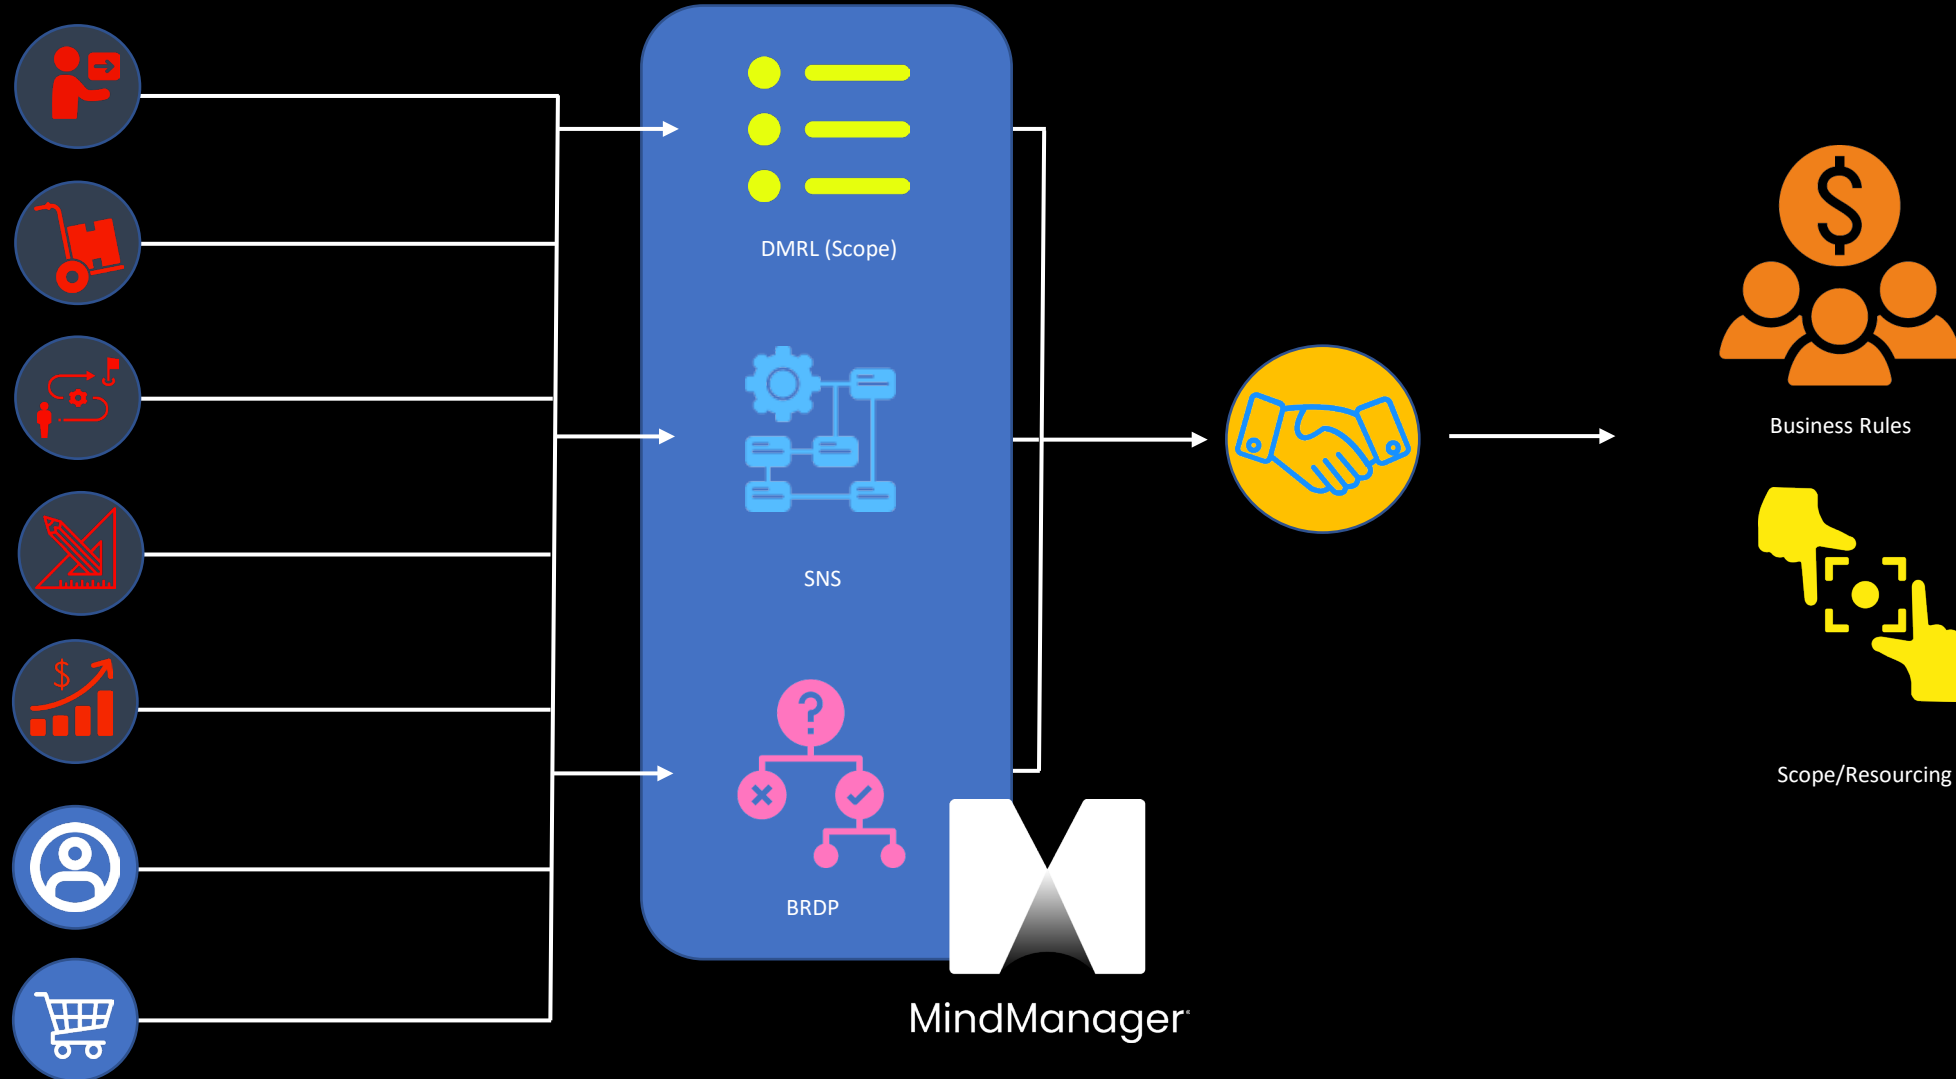 DMRL (Scope)
SNS
BRDP
MindManager
Business Rules
Scope/Resourcing